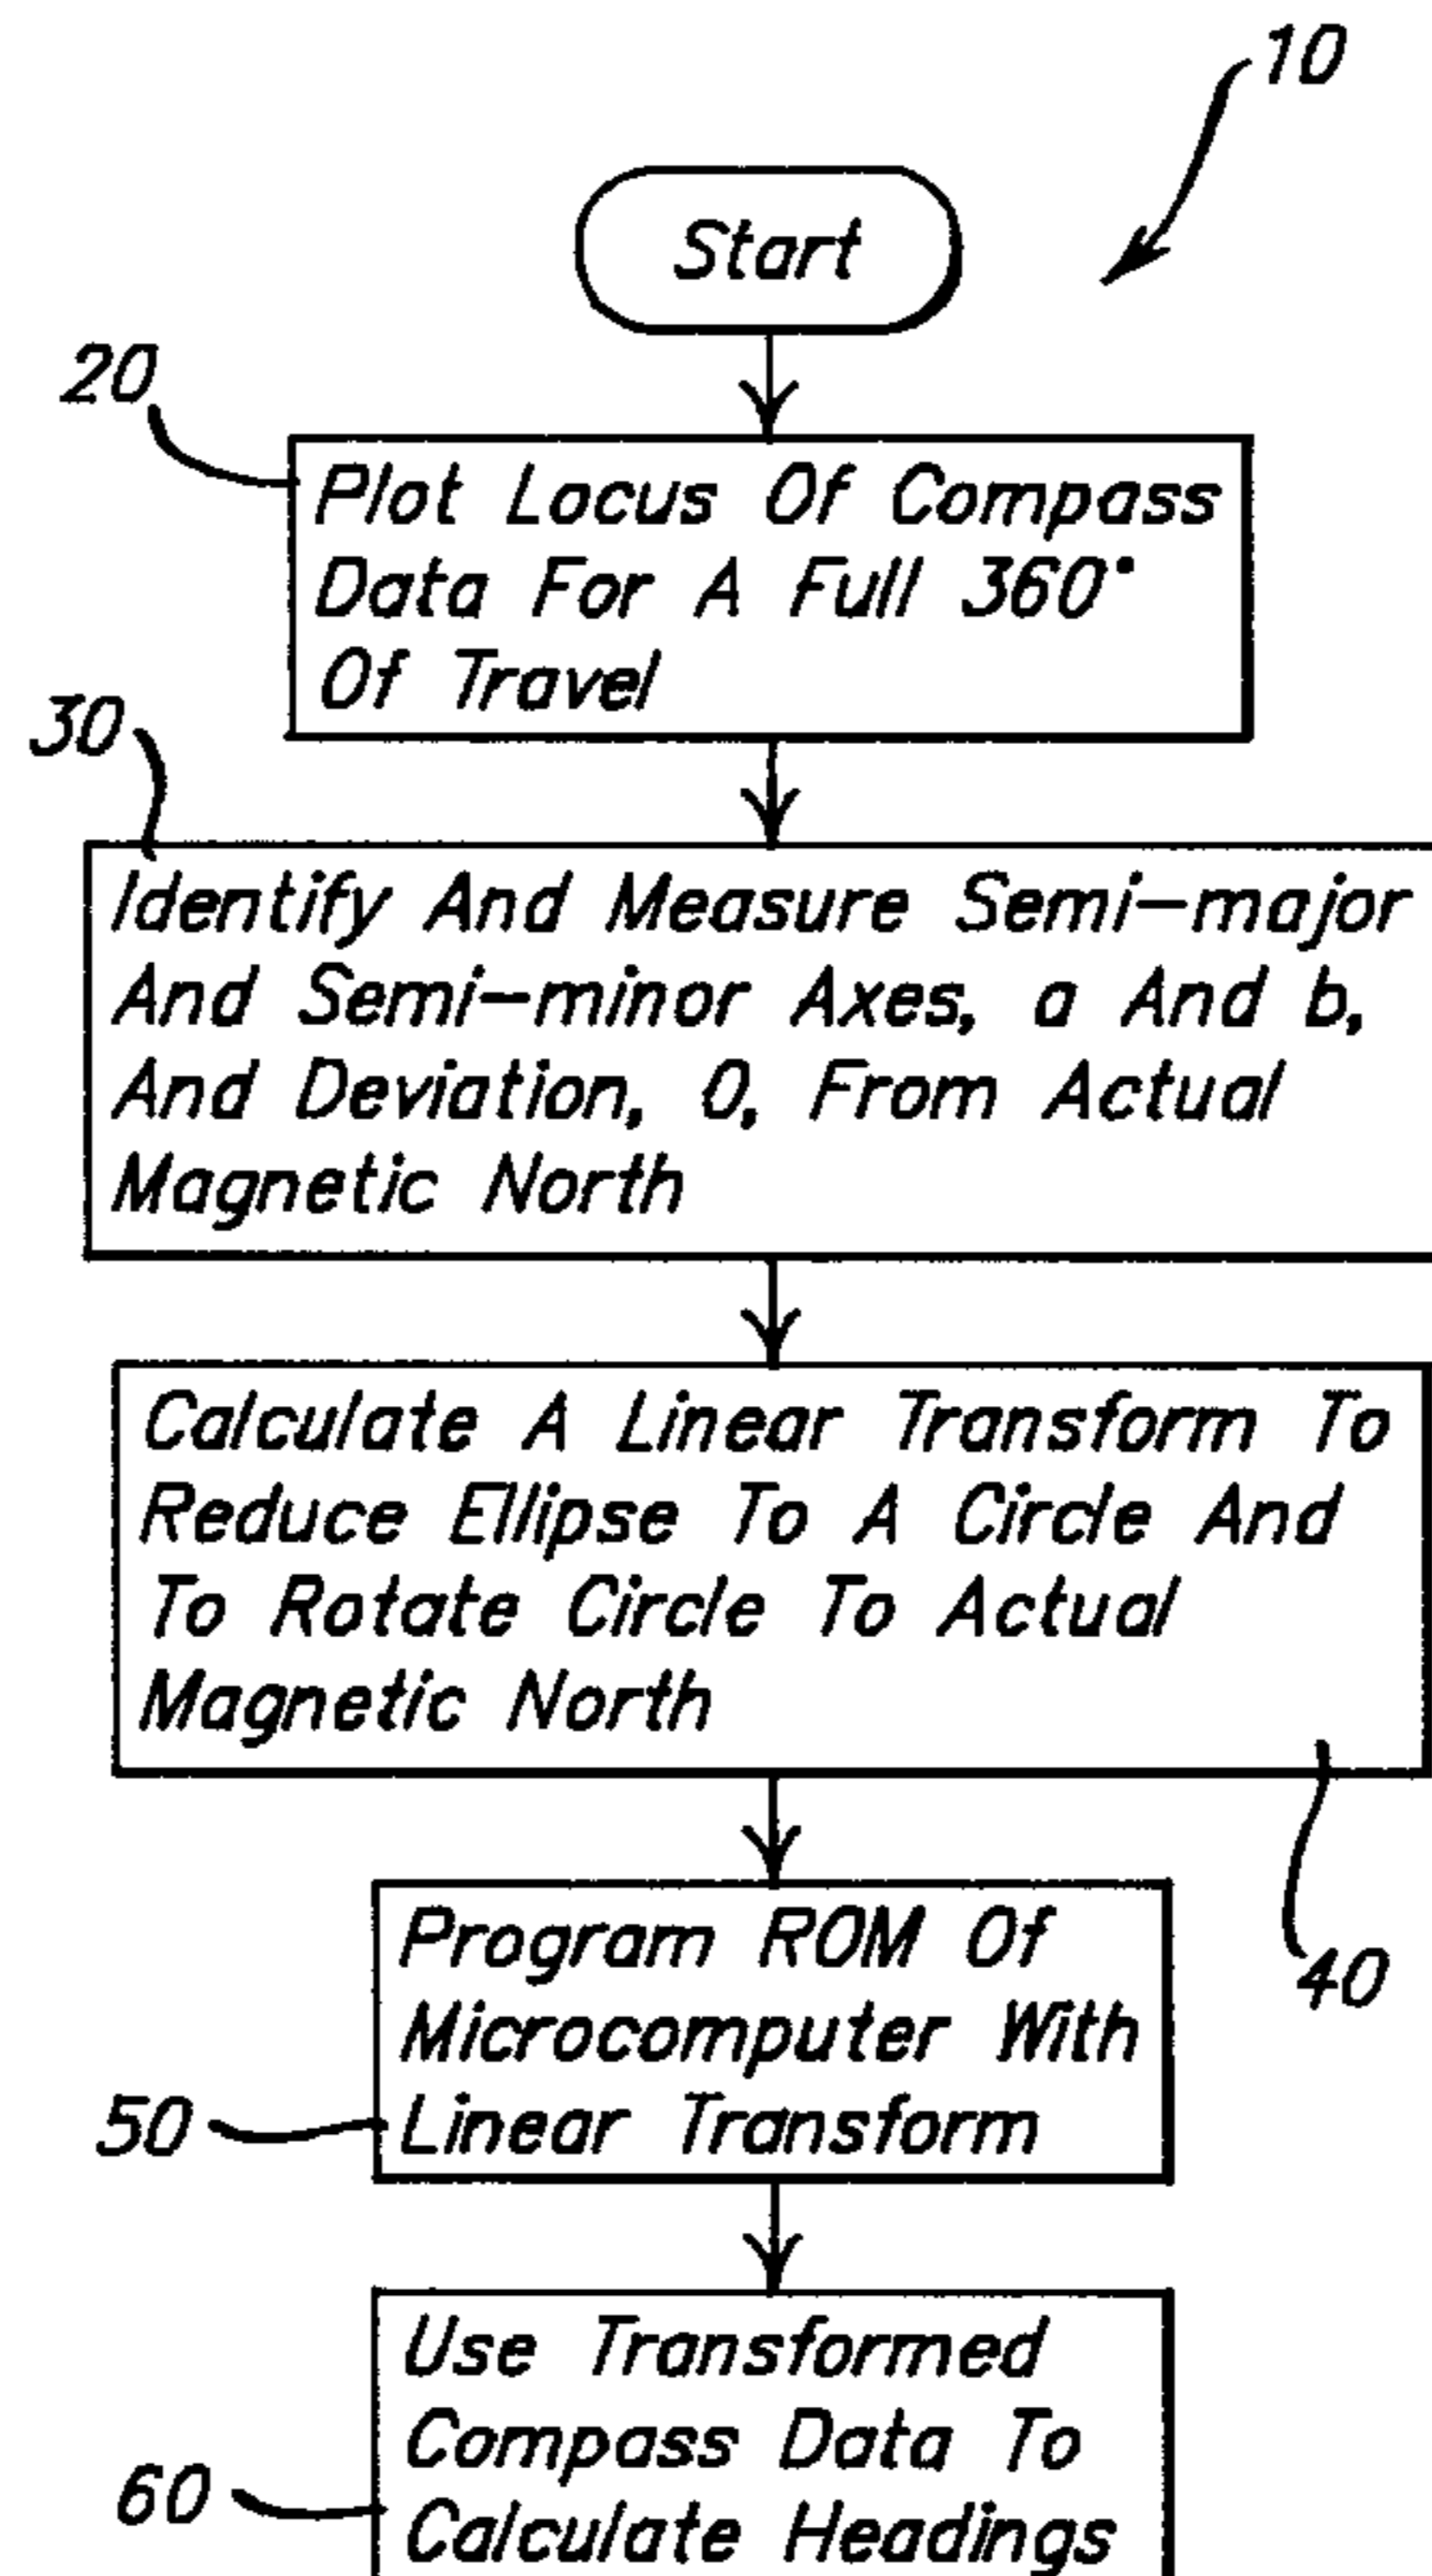 10
Start
20
Plot Locus Of Compass
Data For A Full 360°
Of Travel
30
Identify And Measure Semi-major
And Semi-minor Axes, a And b,
And Deviation, 0, From Actual
Magnetic North
Calculate A Linear Transform To
Reduce Ellipse To A Circle And
To Rotate Circle To Actual
Magnetic North
40
Program ROM Of
Microcomputer With
Linear Transform
50
Use Transformed
Compass Data To
Calculate Headings
60